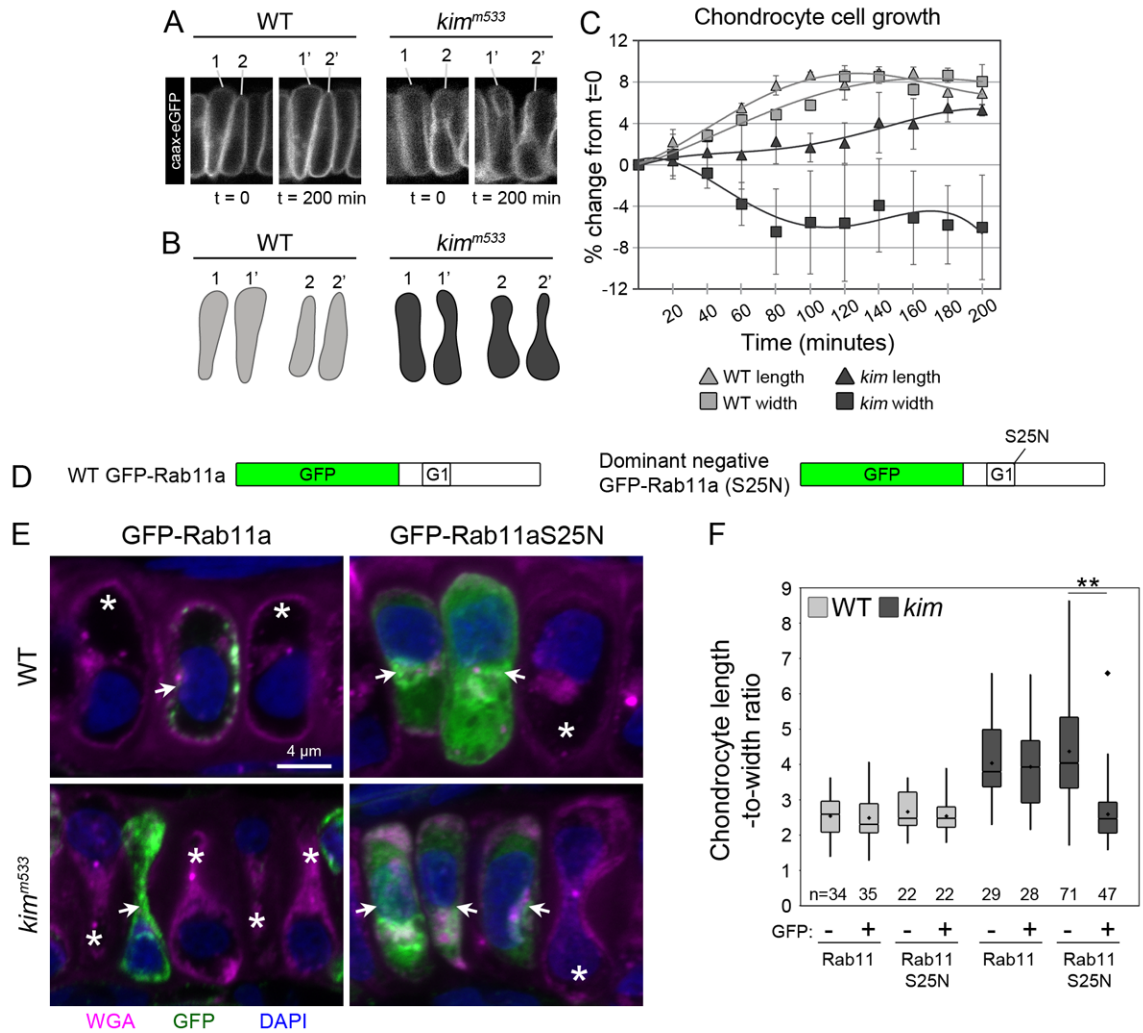 A
WT
kim^m533
1 2
1' 2'
1 2
1' 2'
caax-eGFP
t = 0
t = 200 min
t = 0
t = 200 min
B
WT
kim^m533
1 1' 2 2'
1 1' 2 2'
C
Chondrocyte cell growth
% change from t=0
12
8
4
0
-4
-8
-12
20 40 60 80 100 120 140 160 180 200
Time (minutes)
WT length
kim length
WT width
kim width
D
WT GFP-Rab11a
GFP
G1
Dominant negative
GFP-Rab11a (S25N)
GFP
G1
S25N
E
GFP-Rab11a
GFP-Rab11aS25N
WT
* *
*
4 µm
kim^m533
* * * *
*
WGA
GFP
DAPI
F
Chondrocyte length
-to-width ratio
9
8
7
6
5
4
3
2
1
0
WT
kim
**
n=34 35 22 22 29 28 71 47
GFP: - + - + - + - +
Rab11
Rab11
S25N
Rab11
Rab11
S25N